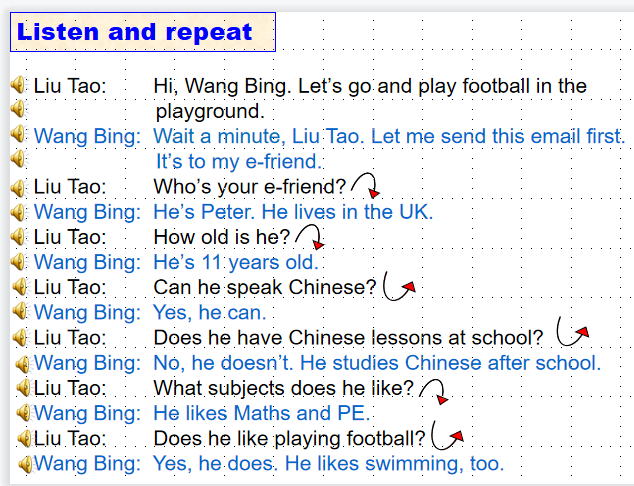 Listen and repeat
Liu Tao: Hi, Wang Bing. Let's go and play football in the
playground.
Wang Bing: Wait a minute, Liu Tao. Let me send this email first.
It's to my e-friend.
Liu Tao: Who's your e-friend?
Wang Bing: He's Peter. He lives in the UK.
Liu Tao: How old is he?
Wang Bing: He's 11 years old.
Liu Tao: Can he speak Chinese?
Wang Bing: Yes, he can.
Liu Tao: Does he have Chinese lessons at school?
Wang Bing: No, he doesn't. He studies Chinese after school.
Liu Tao: What subjects does he like?
Wang Bing: He likes Maths and PE.
Liu Tao: Does he like playing football?
Wang Bing: Yes, he does. He likes swimming, too.